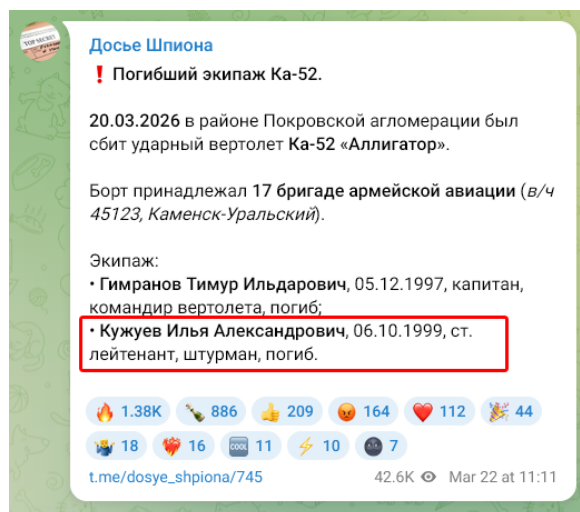 TOP SECRET
Досье Шпиона
❗ Погибший экипаж Ка-52.
20.03.2026 в районе Покровской агломерации был
сбит ударный вертолет Ка-52 «Аллигатор».
Борт принадлежал 17 бригаде армейской авиации (в/ч
45123, Каменск-Уральский).
Экипаж:
• Гимранов Тимур Ильдарович, 05.12.1997, капитан,
командир вертолета, погиб;
• Кужуев Илья Александрович, 06.10.1999, ст.
лейтенант, штурман, погиб.
🔥 1.38K 🍾 886 👍 209 😡 164 ❤️ 112 🎉 44
🤷‍♂️ 18 ❤️‍🔥 16 🆒 11 ⚡ 10 🌚 7
t.me/dosye_shpiona/745 42.6K Mar 22 at 11:11